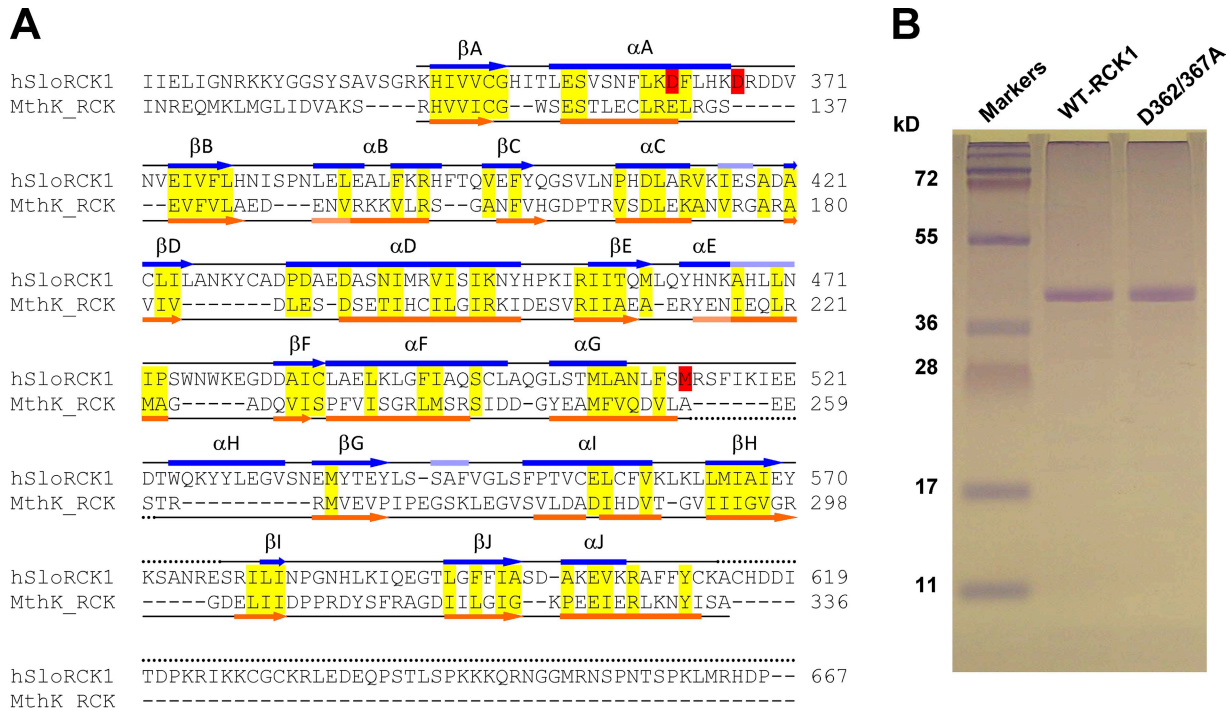 A
βA αA
hSloRCK1 IIELIGNRKKYGGSYSAVSGRKHIVVCGHITLESVSNFLKDFLHKDRDDV 371
MthK_RCK INREQMKLMGLIDVAKS----RHVVICG--WSESTLECLRELRGS----- 137
βB αB βC αC
hSloRCK1 NVEIVFLHNISPNLELEALFKRHFTQVEFYQGSVLNPHDLARVKIESADA 421
MthK_RCK --EVFVLAED---ENVRKKVLRS--GANFVHGDPTRVSDLEKANVRGARA 180
βD αD βE αE
hSloRCK1 CLILANKYCADPDAEDASNIMRVISIKNYHPKIRIITQMLQYHNKAHLLN 471
MthK_RCK VIV-------DLES-DSETIHCILGIRKIDESVRIIAEA-ERYENIEQLR 221
βF αF αG
hSloRCK1 IPSWNWKEGDDAICLAELKLGFIAQSCLAQGLSTMLANLFSMRSFIKIEE 521
MthK_RCK MAG-----ADQVISPFVISGRLMSRSIDD-GYEAMFVQDVLA-----EE 259
αH βG αI βH
hSloRCK1 DTWQKYYLEGVSNEMYTEYLS-SAFVGLSFPTVCELCFVKLKLLMIAIEY 570
MthK_RCK STR----------RMVEVPIPEGSKLEGVSVLDADIHDVT-GVIIIGVGR 298
βI βJ αJ
hSloRCK1 KSANRESRILINPGNHLKIQEGTLGFFIASD-AKEVKRAFFYCKACHDDI 619
MthK_RCK -----GDELIIDPPRDYSFRAGDIILGIG--KPEEIERLKNYISA----- 336
hSloRCK1 TDPKRIKKCGCKRLEDEQPSTLSPKKKQRNGGMRNSPNTSPKLMRHDP-- 667
MthK RCK --------------------------------------------------
B
Markers
WT-RCK1
D362/367A
kD
72
55
36
28
17
11